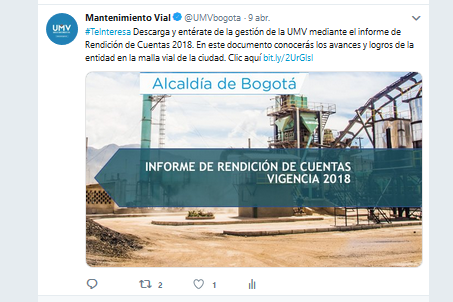 UMV
Mantenimiento Vial @UMVbogota · 9 abr.
#TeInteresa Descarga y entérate de la gestión de la UMV mediante el informe de
Rendición de Cuentas 2018. En este documento conocerás los avances y logros de la
entidad en la malla vial de la ciudad. Clic aquí bit.ly/2UrGlsI
Alcaldía de Bogotá
INFORME DE RENDICIÓN DE CUENTAS
VIGENCIA 2018
2 1